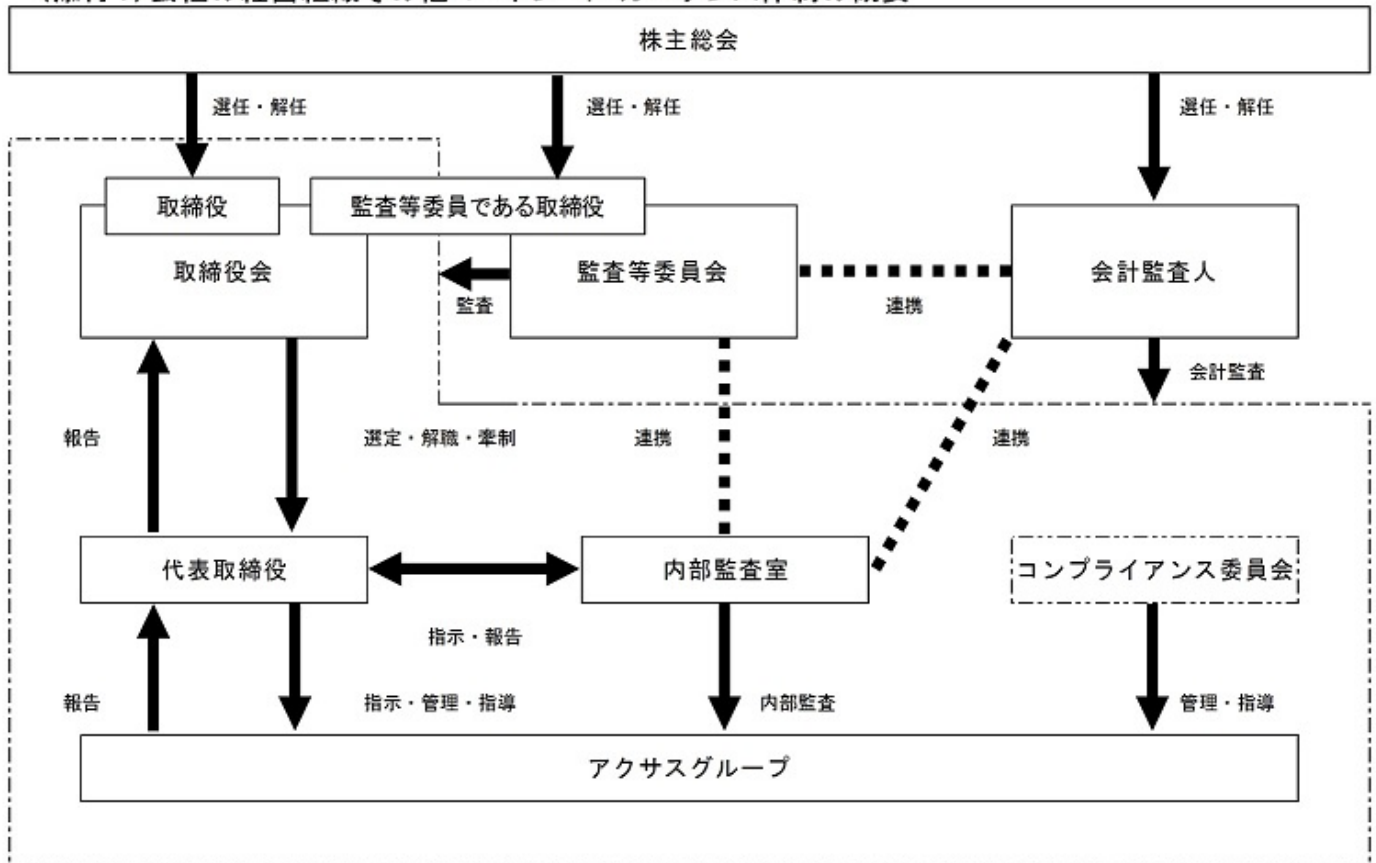 株主総会
選任・解任
選任・解任
選任・解任
取締役
監査等委員である取締役
取締役会
監査等委員会
会計監査人
監査
連携
会計監査
報告
選定・解職・牽制
連携
連携
代表取締役
内部監査室
コンプライアンス委員会
指示・報告
報告
指示・管理・指導
内部監査
管理・指導
アクサスグループ